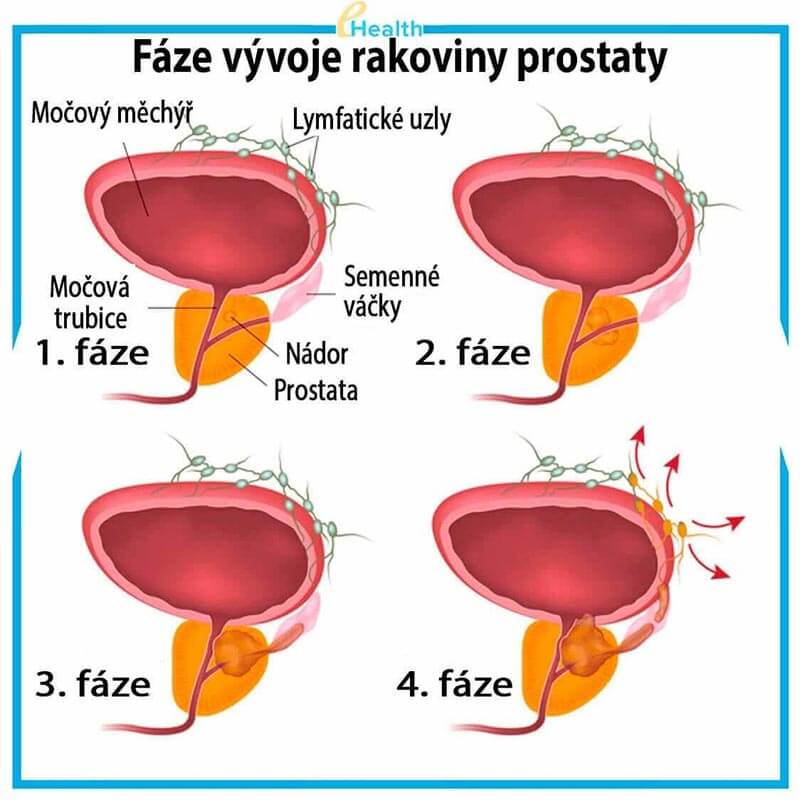 eHealth
Fáze vývoje rakoviny prostaty
Močový měchýř
Lymfatické uzly
Močová
trubice
Semenné
váčky
1. fáze
Nádor
Prostata
2. fáze
3. fáze
4. fáze